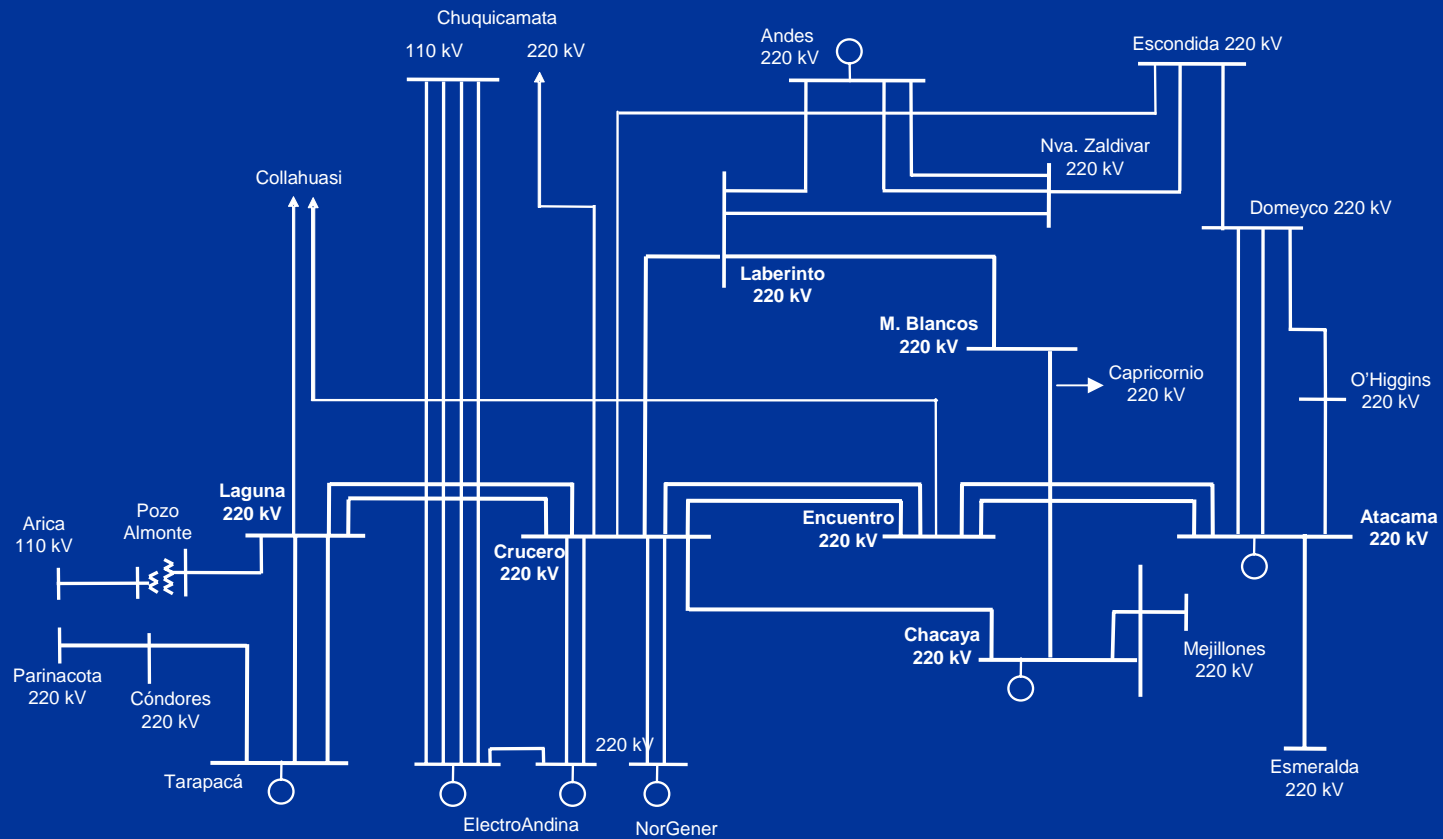 Chuquicamata
110 kV
220 kV
Andes
220 kV
Escondida 220 kV
Nva. Zaldivar
220 kV
Collahuasi
Domeyco 220 kV
Laberinto
220 kV
M. Blancos
220 kV
Capricornio
220 kV
O'Higgins
220 kV
Laguna
220 kV
Pozo
Almonte
Arica
110 kV
Crucero
220 kV
Encuentro
220 kV
Atacama
220 kV
Chacaya
220 kV
Mejillones
220 kV
Parinacota
220 kV
Cóndores
220 kV
220 kV
Tarapacá
Esmeralda
220 kV
ElectroAndina
NorGener